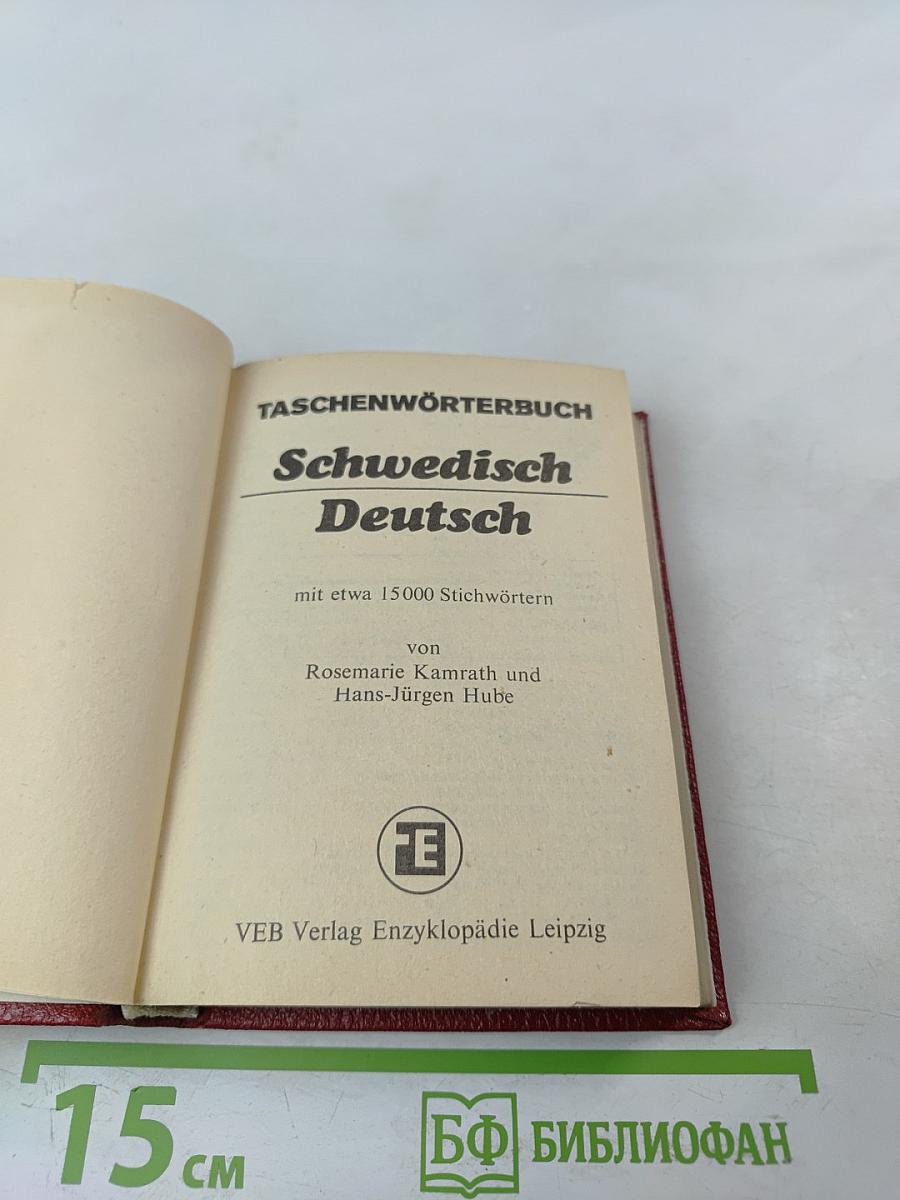 TASCHENWÖRTERBUCH
Schwedisch
Deutsch
mit etwa 15000 Stichwörtern
von
Rosemarie Kamrath und
Hans-Jürgen Hube
VEB Verlag Enzyklopädie Leipzig
15 см
БФ БИБЛИОФАН